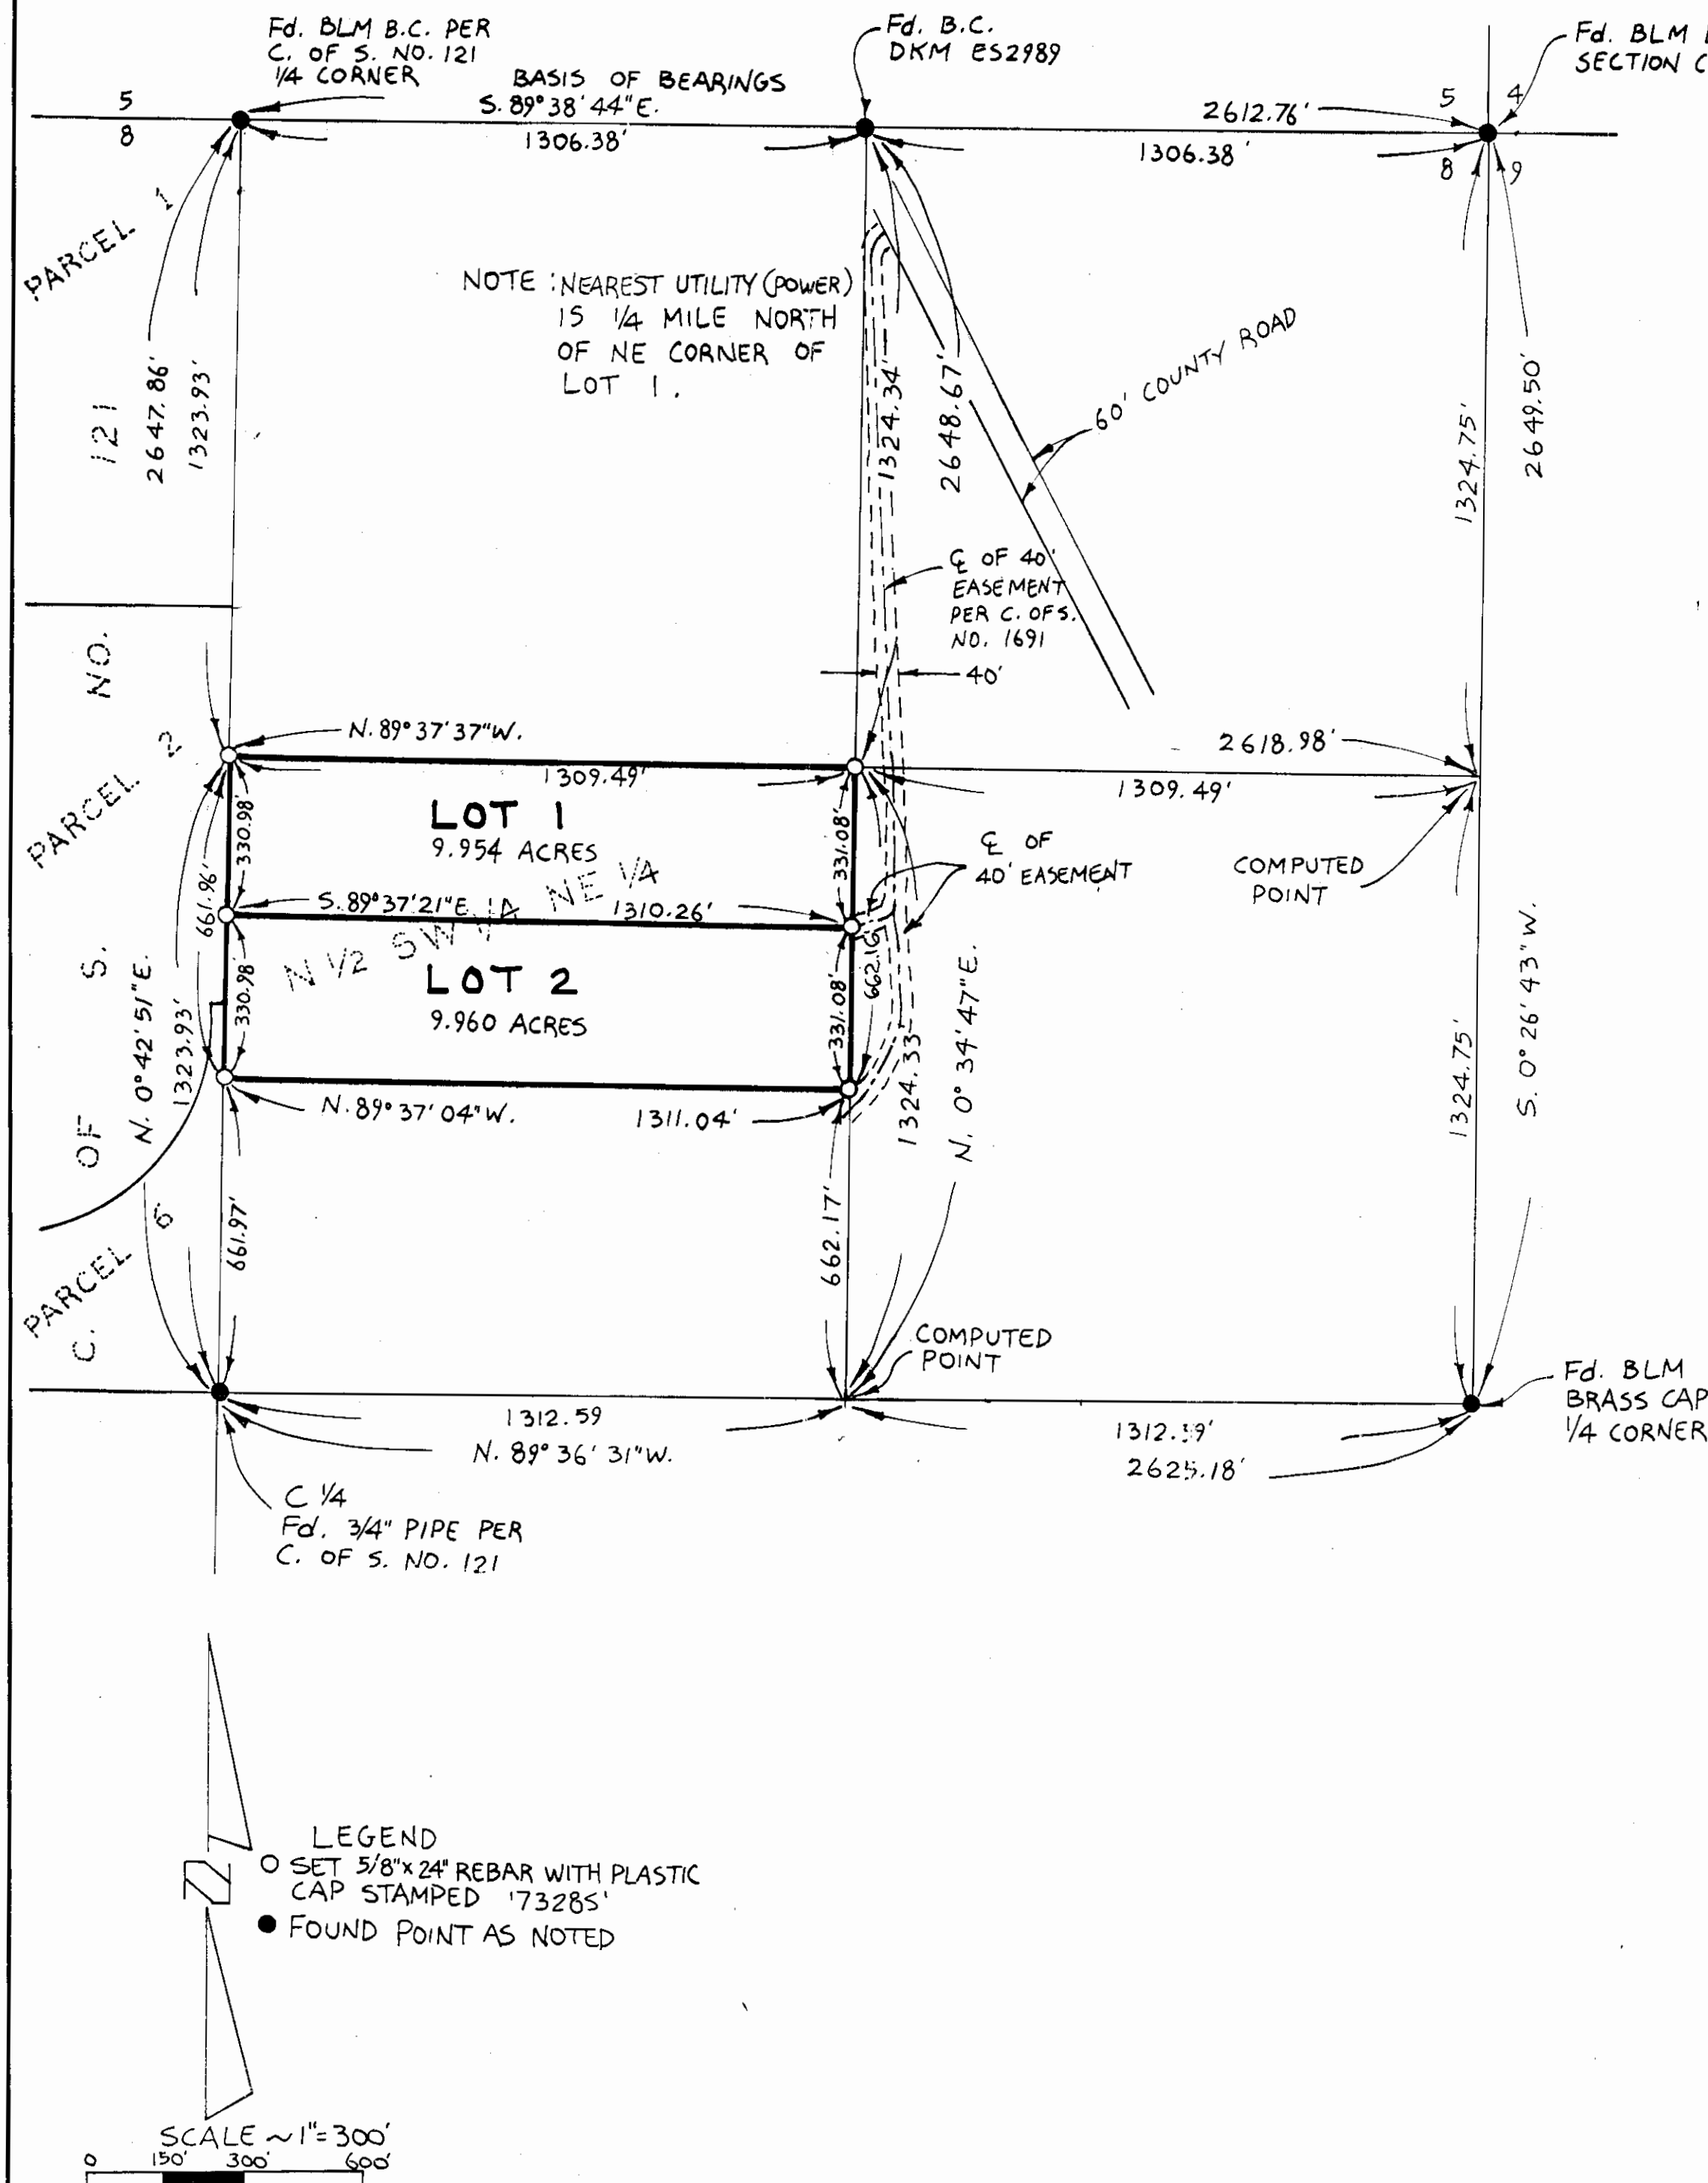 Fd. BLM B.C. PER
C. OF S. NO. 121
1/4 CORNER
BASIS OF BEARINGS
S. 89° 38' 44" E.
1306.38'
Fd. B.C.
DKM ES2989
2612.76'
1306.38'
Fd. BLM
SECTION
5
8
5
4
8
9
PARCEL 1
2647.86'
1323.93'
121
NOTE : NEAREST UTILITY (POWER)
IS 1/4 MILE NORTH
OF NE CORNER OF
LOT 1.
1324.34'
2648.67'
60' COUNTY ROAD
1324.75'
2649.50'
℄ OF 40'
EASEMENT
PER C. OF S.
NO. 1691
40'
NO.
PARCEL 2
N. 89° 37' 37" W.
1309.49'
2618.98'
1309.49'
LOT 1
9.954 ACRES
330.98'
661.96'
331.08'
℄ OF
40' EASEMENT
COMPUTED
POINT
S. 89° 37' 21" E.
1310.26'
N 1/2 SW 1/4 NE 1/4
LOT 2
9.960 ACRES
330.98'
331.08'
662.16'
S.
N. 0° 42' 51" E.
1323.93'
1324.33'
N. 0° 34' 47" E.
1324.75'
S. 0° 26' 43" W.
N. 89° 37' 04" W.
1311.04'
OF
PARCEL 6
C.
661.97'
662.17'
COMPUTED
POINT
Fd. BLM
BRASS CAP
1/4 CORNER
1312.59
N. 89° 36' 31" W.
2625.18'
C 1/4
Fd. 3/4" PIPE PER
C. OF S. NO. 121
N
LEGEND
SET 5/8" x 24" REBAR WITH PLASTIC
CAP STAMPED '7328S'
FOUND POINT AS NOTED
SCALE ~ 1" = 300'
0 150' 300' 600'